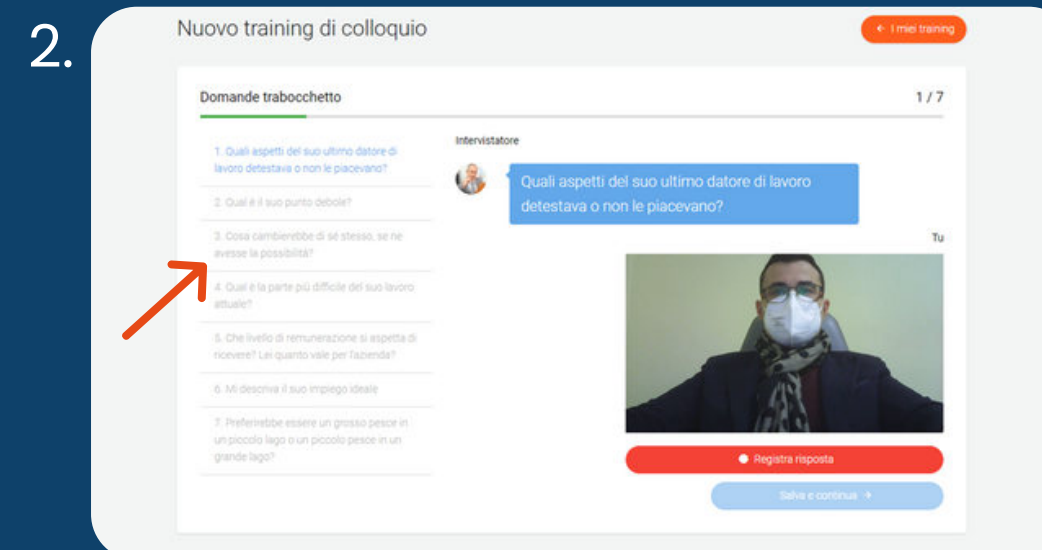 2.
Nuovo training di colloquio
← I miei training
Domande trabocchetto
1 / 7
1. Quali aspetti del suo ultimo datore di
lavoro detestava o non le piacevano?
2. Qual è il suo punto debole?
3. Cosa cambierebbe di sé stesso, se ne
avesse la possibilità?
4. Qual è la parte più difficile del suo lavoro
attuale?
5. Che livello di remunerazione si aspetta di
ricevere? Lei quanto vale per l'azienda?
6. Mi descriva il suo impiego ideale
7. Preferirebbe essere un grosso pesce in
un piccolo lago o un piccolo pesce in un
grande lago?
Intervistatore
Quali aspetti del suo ultimo datore di lavoro
detestava o non le piacevano?
Tu
Registra risposta
Salva e continua →